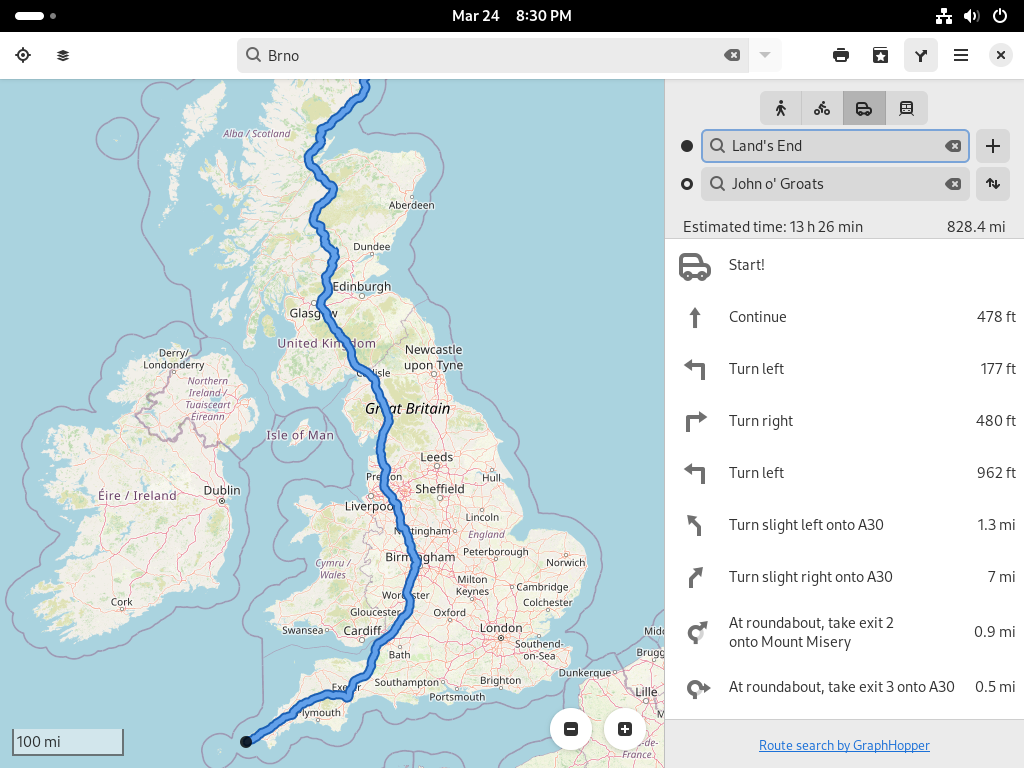 Mar 24 8:30 PM
Brno
Land's End
John o' Groats
Estimated time: 13 h 26 min 828.4 mi
Start!
Continue 478 ft
Turn left 177 ft
Turn right 480 ft
Turn left 962 ft
Turn slight left onto A30 1.3 mi
Turn slight right onto A30 7 mi
At roundabout, take exit 2
onto Mount Misery 0.9 mi
At roundabout, take exit 3 onto A30 0.5 mi
Route search by GraphHopper
Alba / Scotland
Aberdeen
Dundee
Edinburgh
Glasgow
United Kingdom
Derry/
Londonderry
Newcastle
upon Tyne
Carlisle
Northern
Ireland /
Tuaisceart
Éireann
Great Britain
Isle of Man
Leeds
Preston
Hull
Éire / Ireland
Dublin
Sheffield
Liverpool
Lincoln
Nottingham
England
Birmingham
Peterborough
Norwich
Cymru /
Wales
Milton
Keynes
Cambridge
Cork
Worcester
Colchester
Gloucester
Oxford
Swansea
Cardiff
London
Bath
Southend-
on-Sea
Midd
Brugg
Dunkerque
Exeter
Southampton
Brighton
Portsmouth
Lille
Plymouth
100 mi